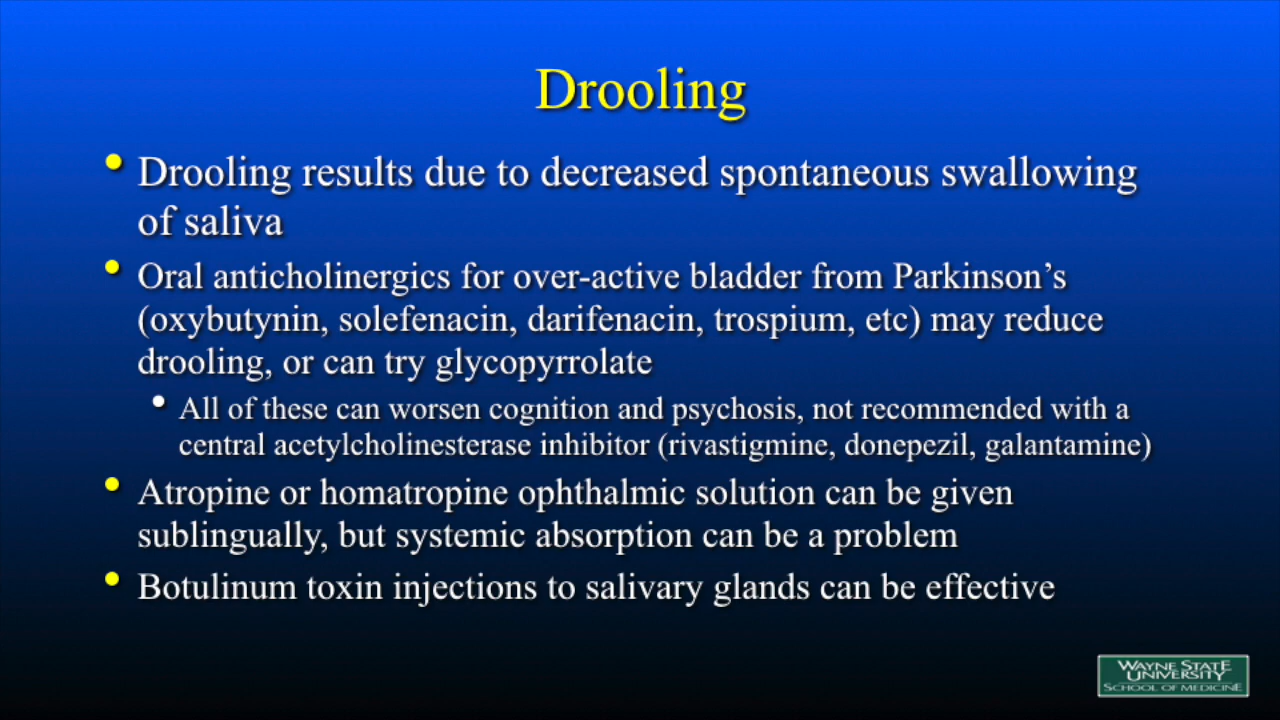 Drooling
• Drooling results due to decreased spontaneous swallowing
of saliva
• Oral anticholinergics for over-active bladder from Parkinson’s
(oxybutynin, solefenacin, darifenacin, trospium, etc) may reduce
drooling, or can try glycopyrrolate
• All of these can worsen cognition and psychosis, not recommended with a
central acetylcholinesterase inhibitor (rivastigmine, donepezil, galantamine)
• Atropine or homatropine ophthalmic solution can be given
sublingually, but systemic absorption can be a problem
• Botulinum toxin injections to salivary glands can be effective
WAYNE STATE
UNIVERSITY
SCHOOL OF MEDICINE